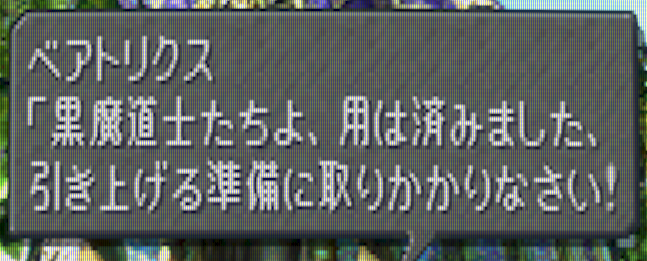 ベアトリクス
「黒魔道士たちよ、用は済みました、
引き上げる準備に取りかかりなさい!